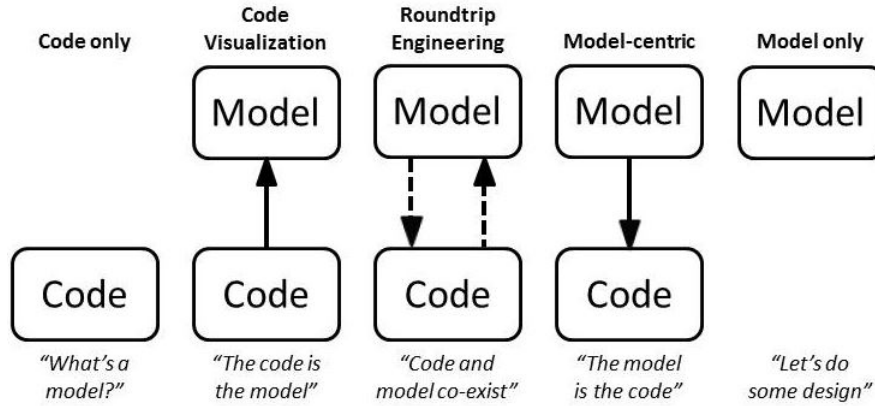 Code only
Code
Visualization
Roundtrip
Engineering
Model-centric
Model only
Model
Model
Model
Model
Code
Code
Code
Code
“What’s a
model?”
“The code is
the model”
“Code and
model co-exist”
“The model
is the code”
“Let’s do
some design”